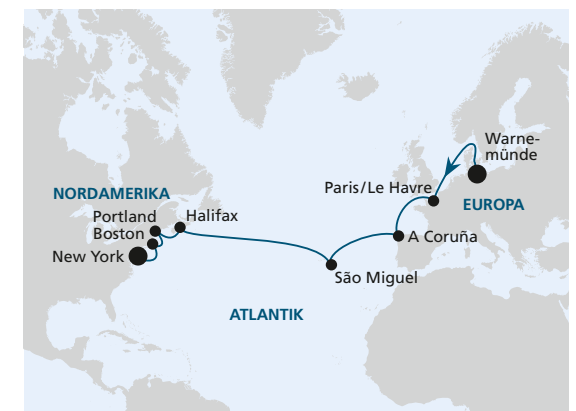 Warne-
münde
Paris/Le Havre
EUROPA
NORDAMERIKA
Portland
Halifax
Boston
New York
A Coruña
São Miguel
ATLANTIK